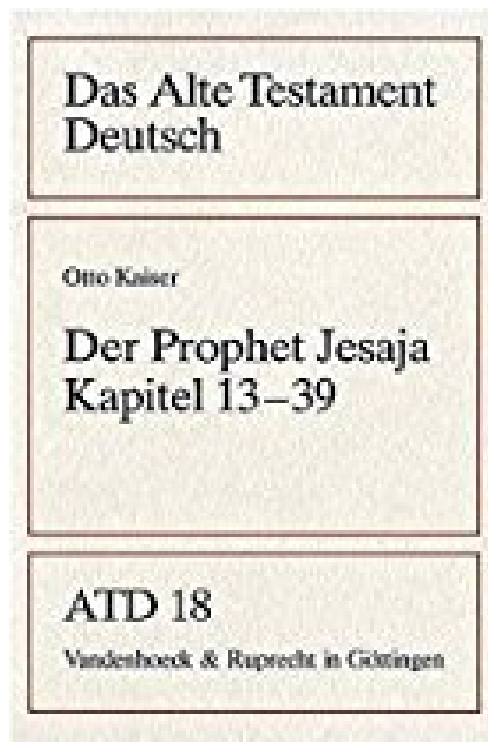 Das Alte Testament
Deutsch
Otto Kaiser
Der Prophet Jesaja
Kapitel 13–39
ATD 18
Vandenhoeck & Ruprecht in Göttingen